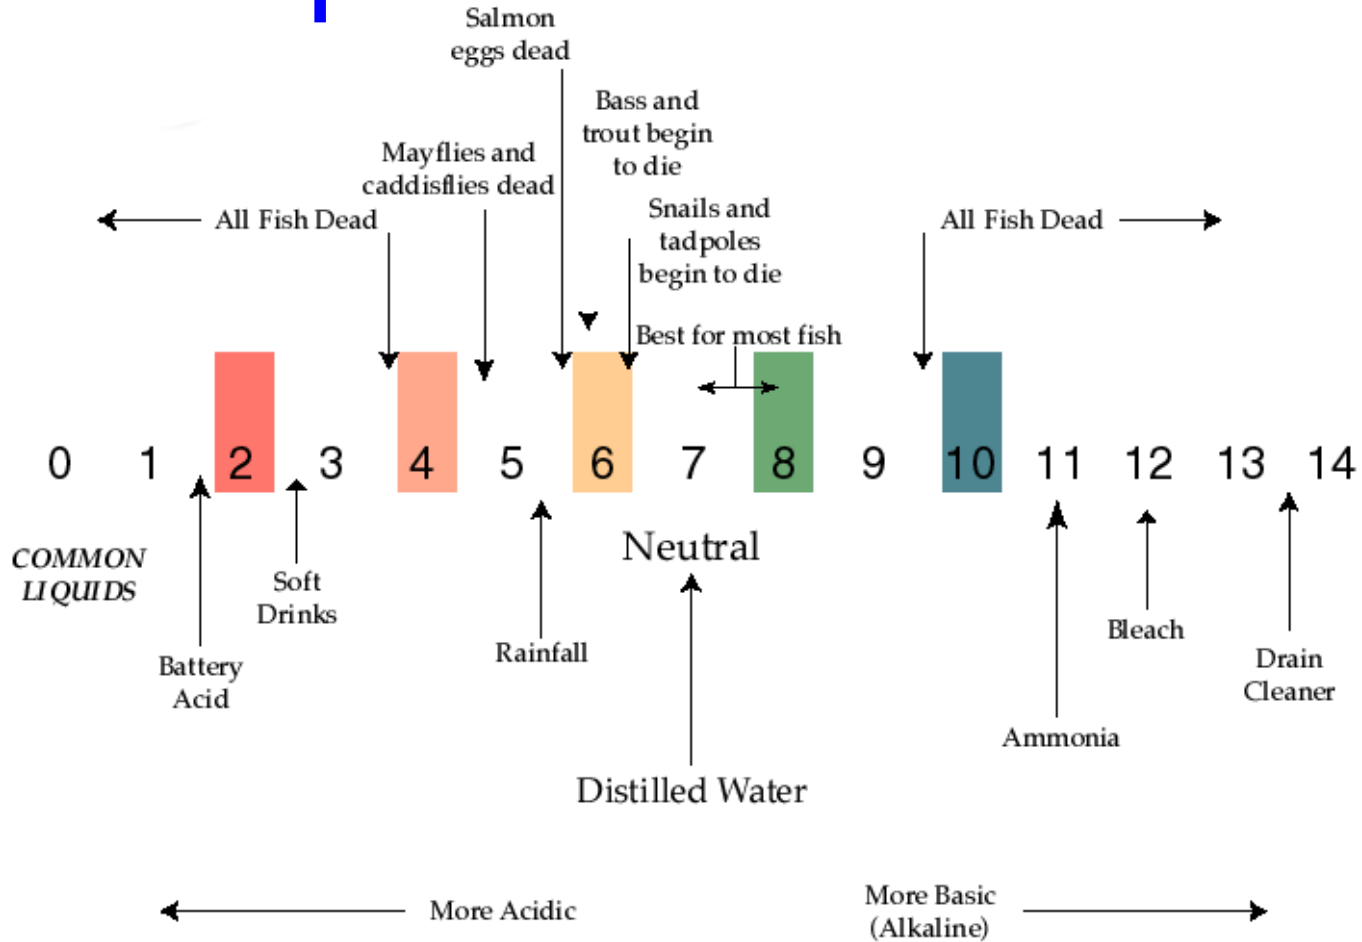 Salmon
eggs dead
Bass and
trout begin
to die
Mayflies and
caddisflies dead
Snails and
tadpoles
begin to die
All Fish Dead
All Fish Dead
Best for most fish
0 1 2 3 4 5 6 7 8 9 10 11 12 13 14
COMMON
LIQUIDS
Neutral
Soft
Drinks
Battery
Acid
Rainfall
Bleach
Drain
Cleaner
Ammonia
Distilled Water
More Acidic
More Basic
(Alkaline)